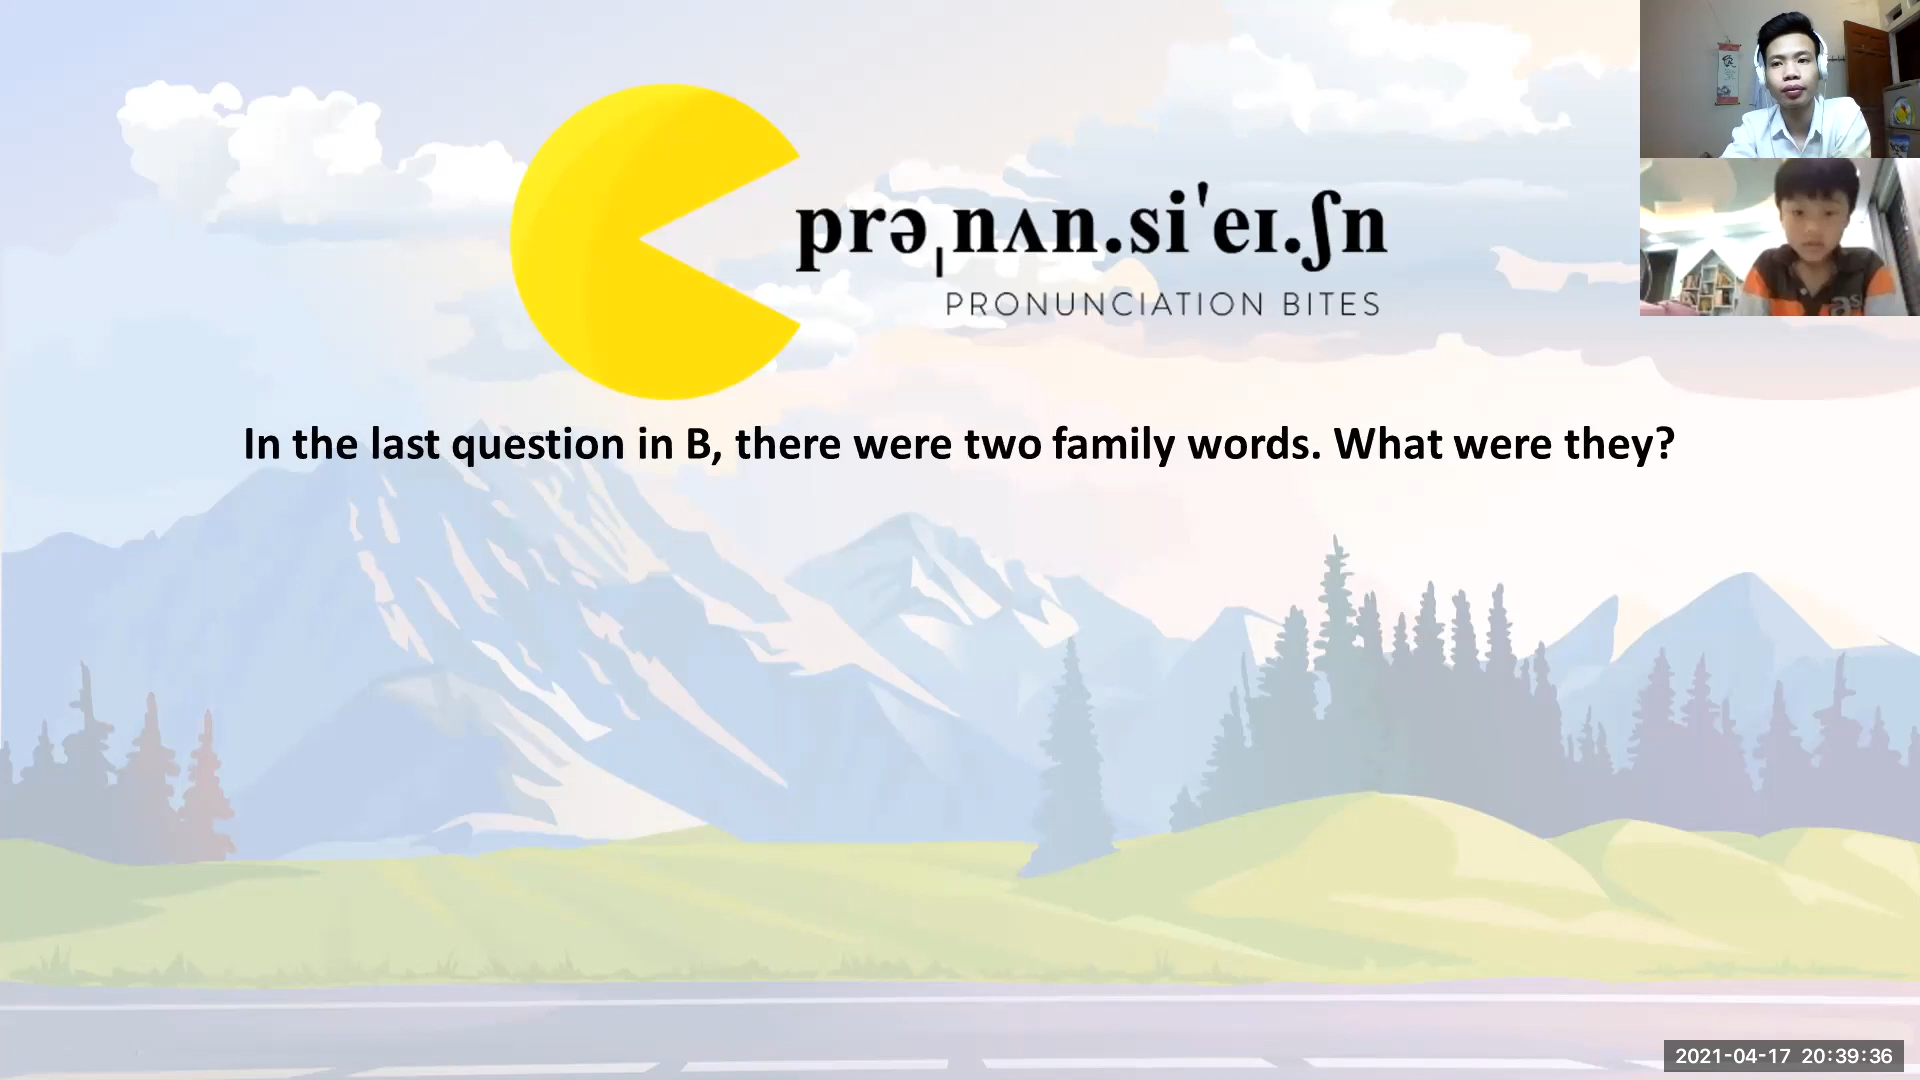 prəˌnʌn.siˈeɪ.ʃn
PRONUNCIATION BITES
In the last question in B, there were two family words. What were they?
2021-04-17 20:39:36